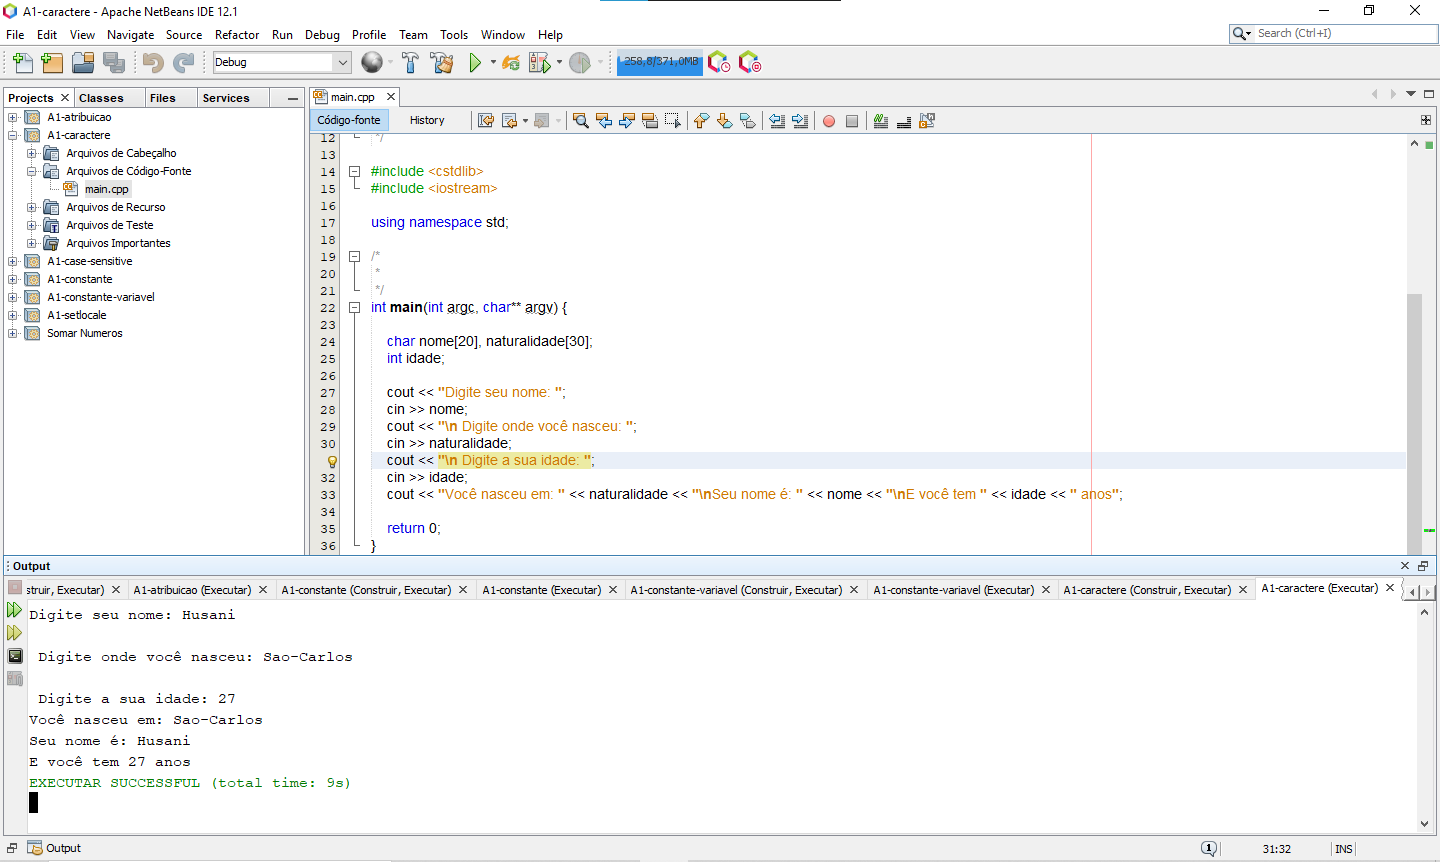 A1-caractere - Apache NetBeans IDE 12.1
File Edit View Navigate Source Refactor Run Debug Profile Team Tools Window Help
Search (Ctrl+I)
Debug
258,8/371,0MB
Projects Classes Files Services
main.cpp
A1-atribuicao
A1-caractere
Arquivos de Cabeçalho
Arquivos de Código-Fonte
main.cpp
Arquivos de Recurso
Arquivos de Teste
Arquivos Importantes
A1-case-sensitive
A1-constante
A1-constante-variavel
A1-setlocale
Somar Numeros
Código-fonte History
12 */
13
14 #include <cstdlib>
15 #include <iostream>
16
17 using namespace std;
18
19 /*
20 *
21 */
22 int main(int argc, char** argv) {
23
24 char nome[20], naturalidade[30];
25 int idade;
26
27 cout << "Digite seu nome: ";
28 cin >> nome;
29 cout << "\n Digite onde você nasceu: ";
30 cin >> naturalidade;
cout << "\n Digite a sua idade: ";
32 cin >> idade;
33 cout << "Você nasceu em: " << naturalidade << "\nSeu nome é: " << nome << "\nE você tem " << idade << " anos";
34
35 return 0;
36 }
Output
struir, Executar) A1-atribuicao (Executar) A1-constante (Construir, Executar) A1-constante (Executar) A1-constante-variavel (Construir, Executar) A1-constante-variavel (Executar) A1-caractere (Construir, Executar) A1-caractere (Executar)
Digite seu nome: Husani
Digite onde você nasceu: Sao-Carlos
Digite a sua idade: 27
Você nasceu em: Sao-Carlos
Seu nome é: Husani
E você tem 27 anos
EXECUTAR SUCCESSFUL (total time: 9s)
Output
1
31:32
INS